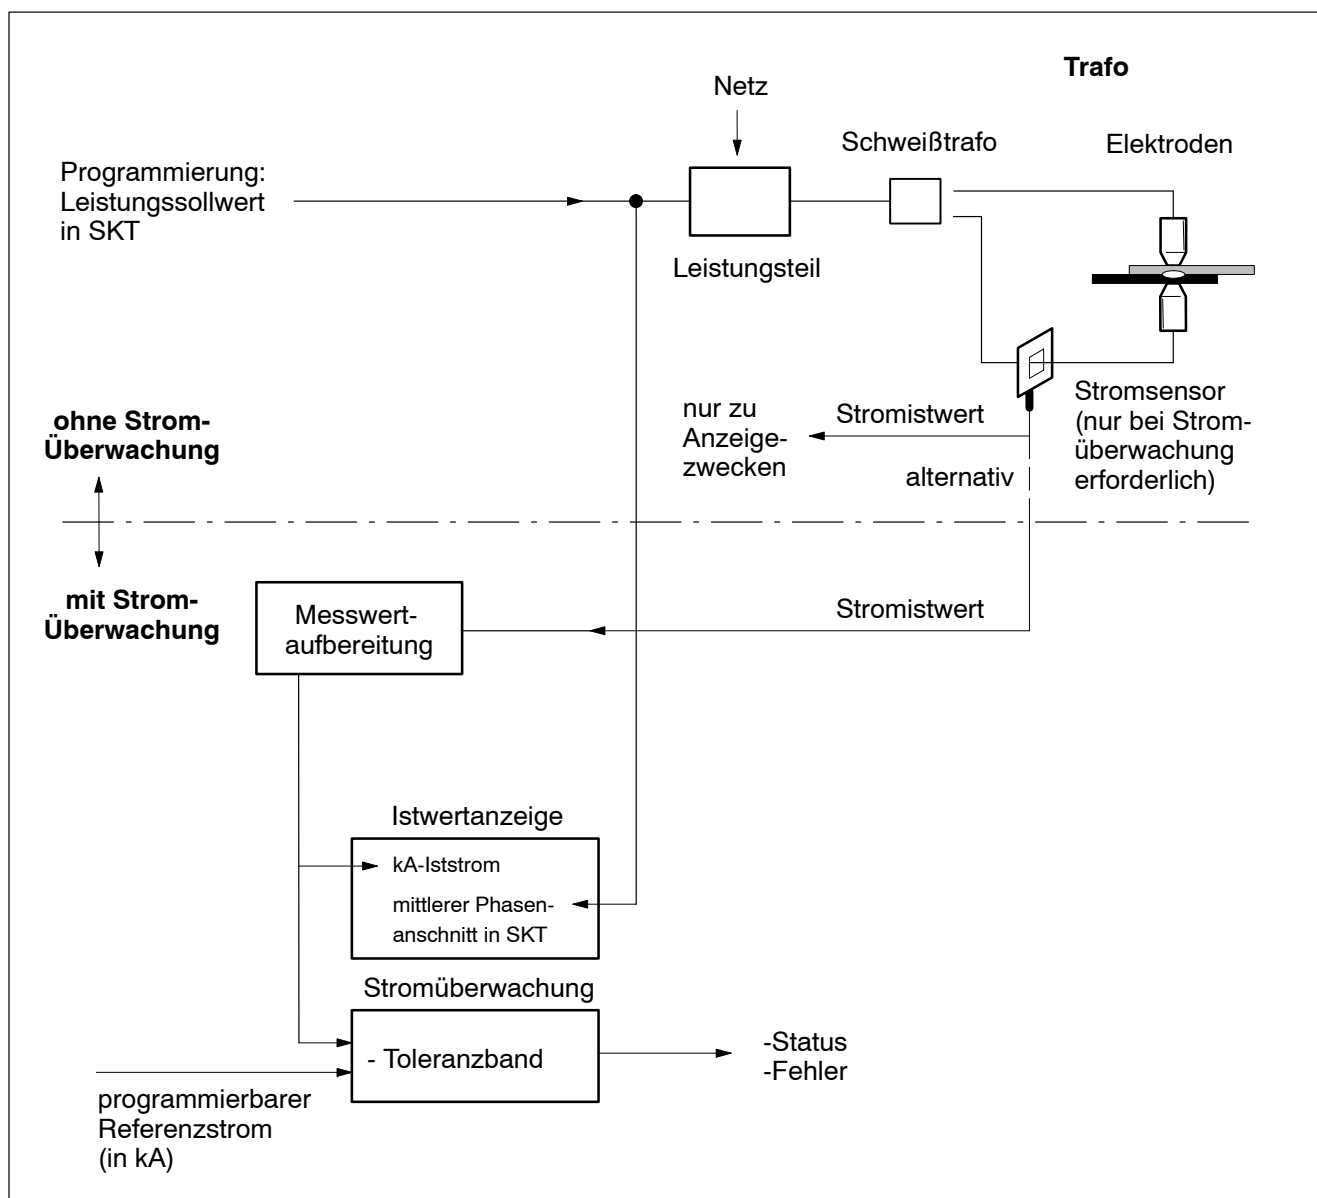 Trafo
Netz
Schweißtrafo
Elektroden
Programmierung:
Leistungssollwert
in SKT
Leistungsteil
Stromsensor
(nur bei Strom-
überwachung
erforderlich)
nur zu
Anzeige-
zwecken
Stromistwert
alternativ
ohne Strom-
Überwachung
mit Strom-
Überwachung
Messwert-
aufbereitung
Stromistwert
Istwertanzeige
kA-Iststrom
mittlerer Phasen-
anschnitt in SKT
Stromüberwachung
- Toleranzband
-Status
-Fehler
programmierbarer
Referenzstrom
(in kA)